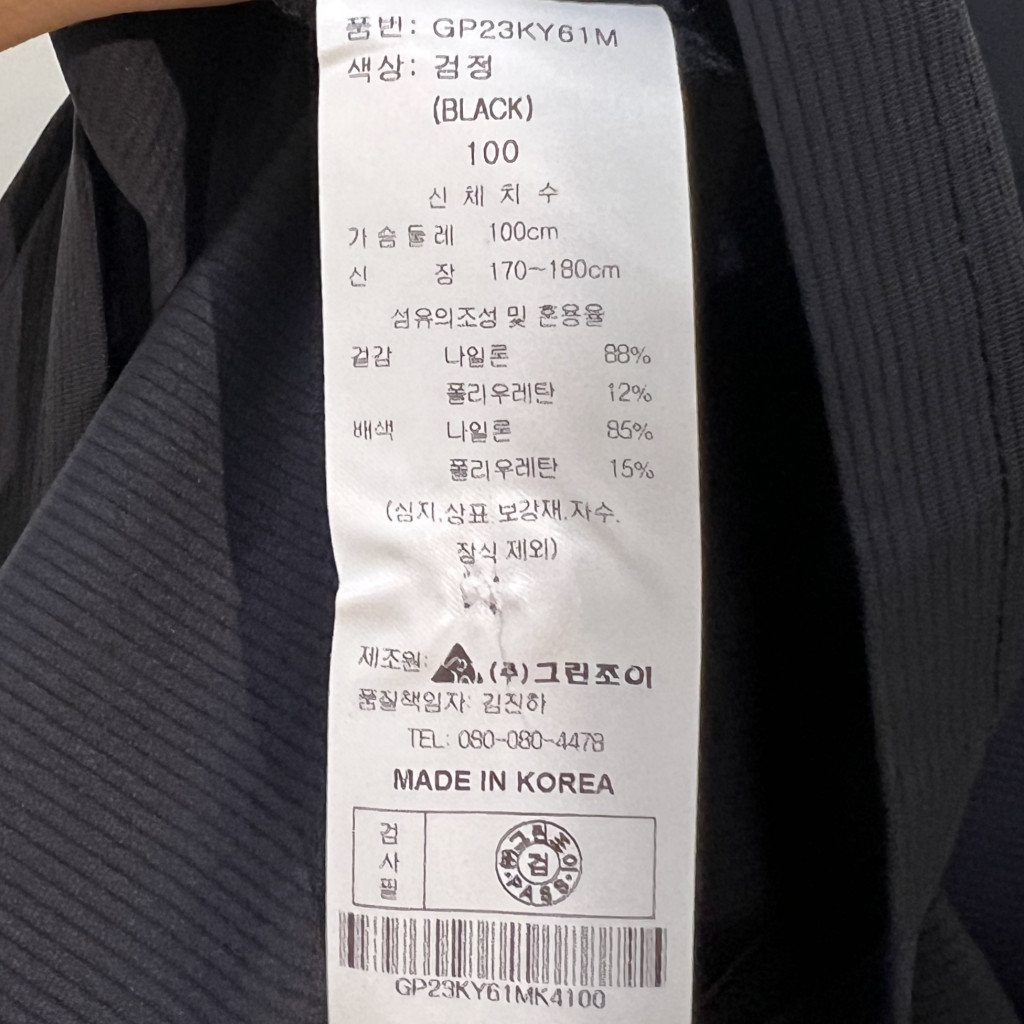 품번: GP23KY61M
색상: 검정
(BLACK)
100
신 체 치 수
가 슴 둘 레 100cm
신 장 170~180cm
섬유의조성 및 혼용율
겉감 나일론 88%
폴리우레탄 12%
배색 나일론 85%
폴리우레탄 15%
(심지.상표.보강재.자수.
장식 제외)
제조원: (주)그린조이
품질책임자: 김진하
TEL: 080-080-4478
MADE IN KOREA
검사필
㈜그린조이
검
PASS
GP23KY61MK4100